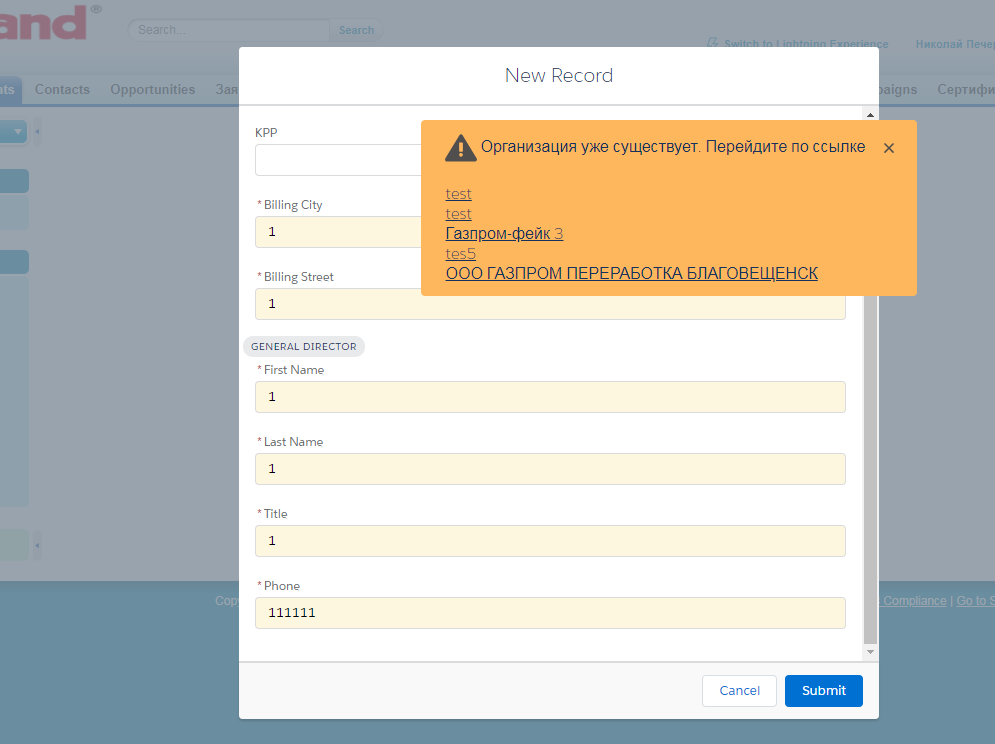 and®
Search...
Search
Switch to Lightning Experience
Николай
nts
Contacts
Opportunities
Зая
paigns
Сертифи
New Record
KPP
Организация уже существует. Перейдите по ссылке
test
test
Газпром-фейк 3
tes5
ООО ГАЗПРОМ ПЕРЕРАБОТКА БЛАГОВЕЩЕНСК
* Billing City
1
* Billing Street
1
GENERAL DIRECTOR
* First Name
1
* Last Name
1
* Title
1
* Phone
111111
Cop
Compliance | Go to S
Cancel
Submit